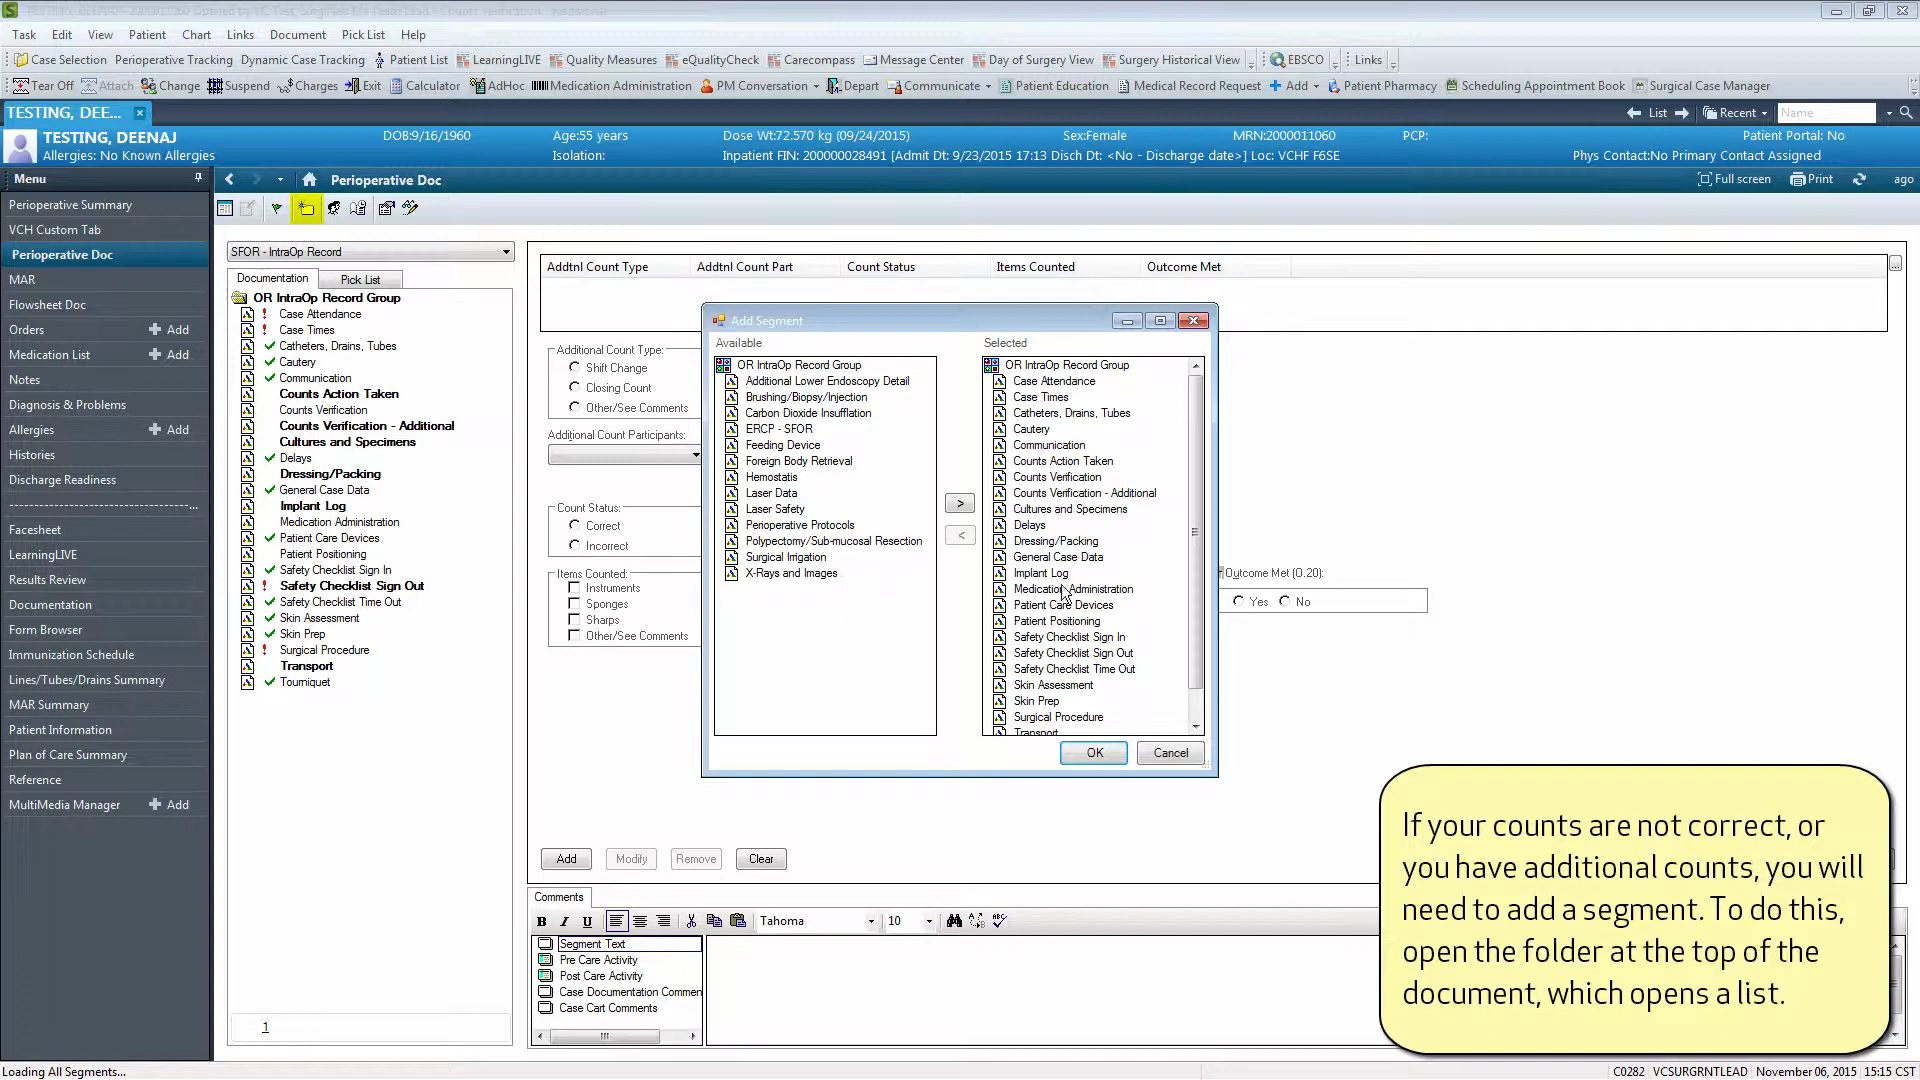 Task Edit View Patient Chart Links Document Pick List Help
Case Selection Perioperative Tracking Dynamic Case Tracking Patient List LearningLIVE Quality Measures eQualityCheck Carecompass Message Center Day of Surgery View Surgery Historical View EBSCO Links
Tear Off Attach Change Suspend Charges Exit Calculator AdHoc Medication Administration PM Conversation Depart Communicate Patient Education Medical Record Request Add Patient Pharmacy Scheduling Appointment Book Surgical Case Manager
TESTING, DEE... List Recent Name
TESTING, DEENAJ DOB:9/16/1960 Age:55 years Dose Wt:72.570 kg (09/24/2015) Sex:Female MRN:2000011060 PCP: Patient Portal: No
Allergies: No Known Allergies Isolation: Inpatient FIN: 200000028491 [Admit Dt: 9/23/2015 17:13 Disch Dt: <No - Discharge date>] Loc: VCHF F6SE Phys Contact:No Primary Contact Assigned
Menu Perioperative Doc Full screen Print ago
Perioperative Summary
VCH Custom Tab
Perioperative Doc
MAR
Flowsheet Doc
Orders Add
Medication List Add
Notes
Diagnosis & Problems
Allergies Add
Histories
Discharge Readiness
Facesheet
LearningLIVE
Results Review
Documentation
Form Browser
Immunization Schedule
Lines/Tubes/Drains Summary
MAR Summary
Patient Information
Plan of Care Summary
Reference
MultiMedia Manager Add
SFOR - IntraOp Record
Documentation Pick List
OR IntraOp Record Group
Case Attendance
Case Times
Catheters, Drains, Tubes
Cautery
Communication
Counts Action Taken
Counts Verification
Counts Verification - Additional
Cultures and Specimens
Delays
Dressing/Packing
General Case Data
Implant Log
Medication Administration
Patient Care Devices
Patient Positioning
Safety Checklist Sign In
Safety Checklist Sign Out
Safety Checklist Time Out
Skin Assessment
Skin Prep
Surgical Procedure
Transport
Tourniquet
1
Addtnl Count Type Addtnl Count Part Count Status Items Counted Outcome Met
Additional Count Type:
Shift Change
Closing Count
Other/See Comments
Additional Count Participants:
Count Status:
Correct
Incorrect
Items Counted:
Instruments
Sponges
Sharps
Other/See Comments
Outcome Met (O.20):
Yes No
Add Segment
Available
OR IntraOp Record Group
Additional Lower Endoscopy Detail
Brushing/Biopsy/Injection
Carbon Dioxide Insufflation
ERCP - SFOR
Feeding Device
Foreign Body Retrieval
Hemostatis
Laser Data
Laser Safety
Perioperative Protocols
Polypectomy/Sub-mucosal Resection
Surgical Irrigation
X-Rays and Images
>
<
Selected
OR IntraOp Record Group
Case Attendance
Case Times
Catheters, Drains, Tubes
Cautery
Communication
Counts Action Taken
Counts Verification
Counts Verification - Additional
Cultures and Specimens
Delays
Dressing/Packing
General Case Data
Implant Log
Medication Administration
Patient Care Devices
Patient Positioning
Safety Checklist Sign In
Safety Checklist Sign Out
Safety Checklist Time Out
Skin Assessment
Skin Prep
Surgical Procedure
Transport
OK Cancel
Add Modify Remove Clear
Comments
B I U Tahoma 10
Segment Text
Pre Care Activity
Post Care Activity
Case Documentation Commen
Case Cart Comments
If your counts are not correct, or
you have additional counts, you will
need to add a segment. To do this,
open the folder at the top of the
document, which opens a list.
Loading All Segments... C0282 VCSURGRNTLEAD November 06, 2015 15:15 CST